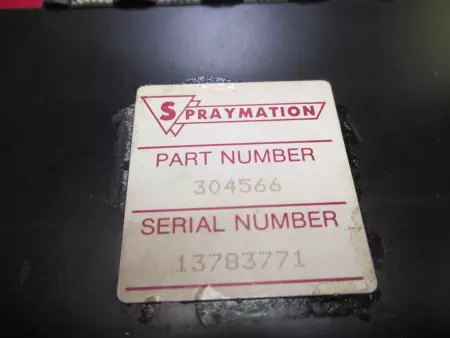 SPRAYMATION
PART NUMBER
304566
SERIAL NUMBER
13783771